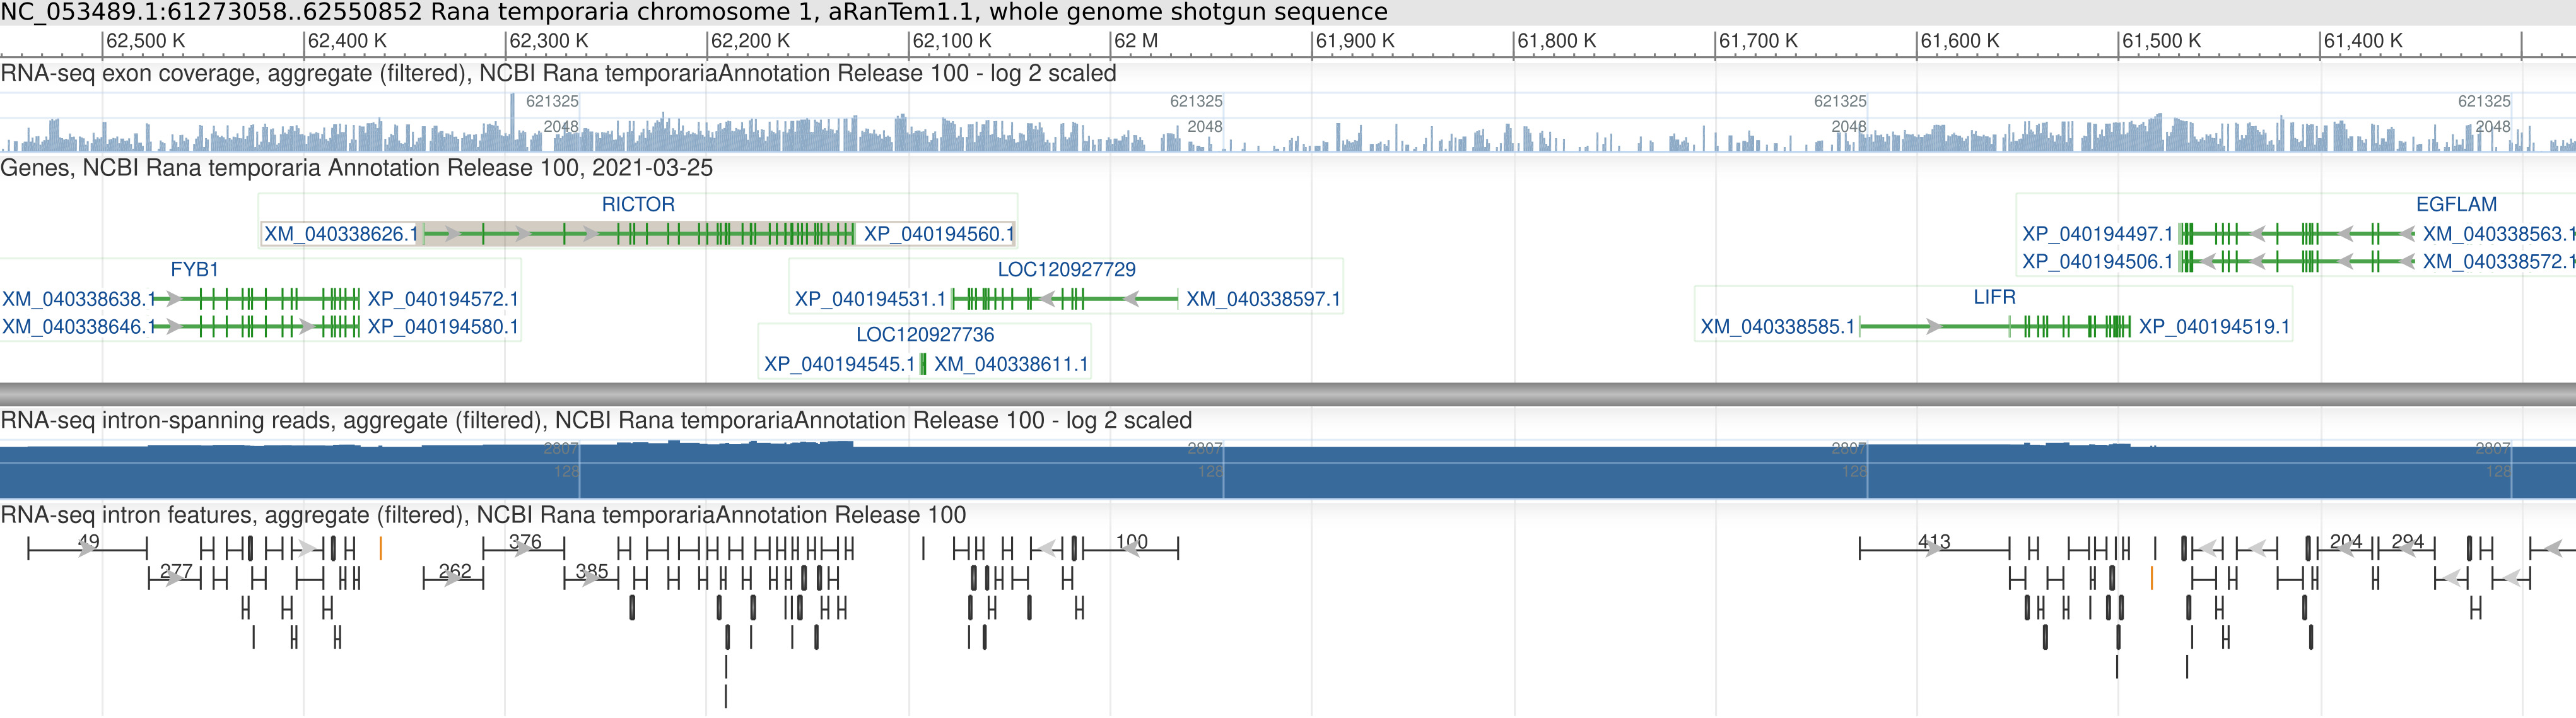 NC_053489.1:61273058..62550852 Rana temporaria chromosome 1, aRanTem1.1, whole genome shotgun sequence
62,500 K 62,400 K 62,300 K 62,200 K 62,100 K 62 M 61,900 K 61,800 K 61,700 K 61,600 K 61,500 K 61,400 K
RNA-seq exon coverage, aggregate (filtered), NCBI Rana temporariaAnnotation Release 100 - log 2 scaled
621325 621325 621325 621325
2048 2048 2048 2048
Genes, NCBI Rana temporaria Annotation Release 100, 2021-03-25
RICTOR EGFLAM
XM_040338626.1 XP_040194560.1 XP_040194497.1 XM_040338563.1
XP_040194506.1 XM_040338572.1
FYB1 LOC120927729 LIFR
XM_040338638.1 XP_040194572.1 XP_040194531.1 XM_040338597.1
XM_040338646.1 XP_040194580.1 XM_040338585.1 XP_040194519.1
LOC120927736
XP_040194545.1 XM_040338611.1
RNA-seq intron-spanning reads, aggregate (filtered), NCBI Rana temporariaAnnotation Release 100 - log 2 scaled
2807 2807 2807 2807
128 128 128 128
RNA-seq intron features, aggregate (filtered), NCBI Rana temporariaAnnotation Release 100
49 376 100 413 204 294
277 262 385